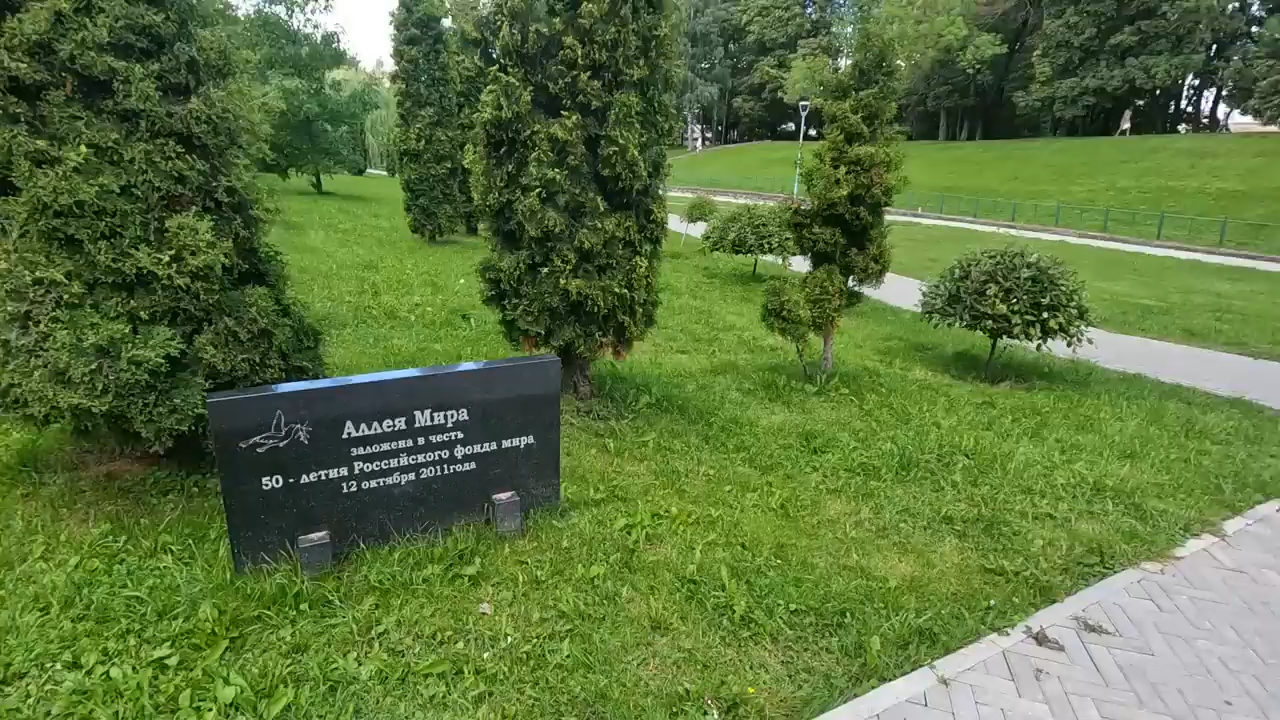 Аллея Мира
заложена в честь
50 - летия Российского фонда мира
12 октября 2011года